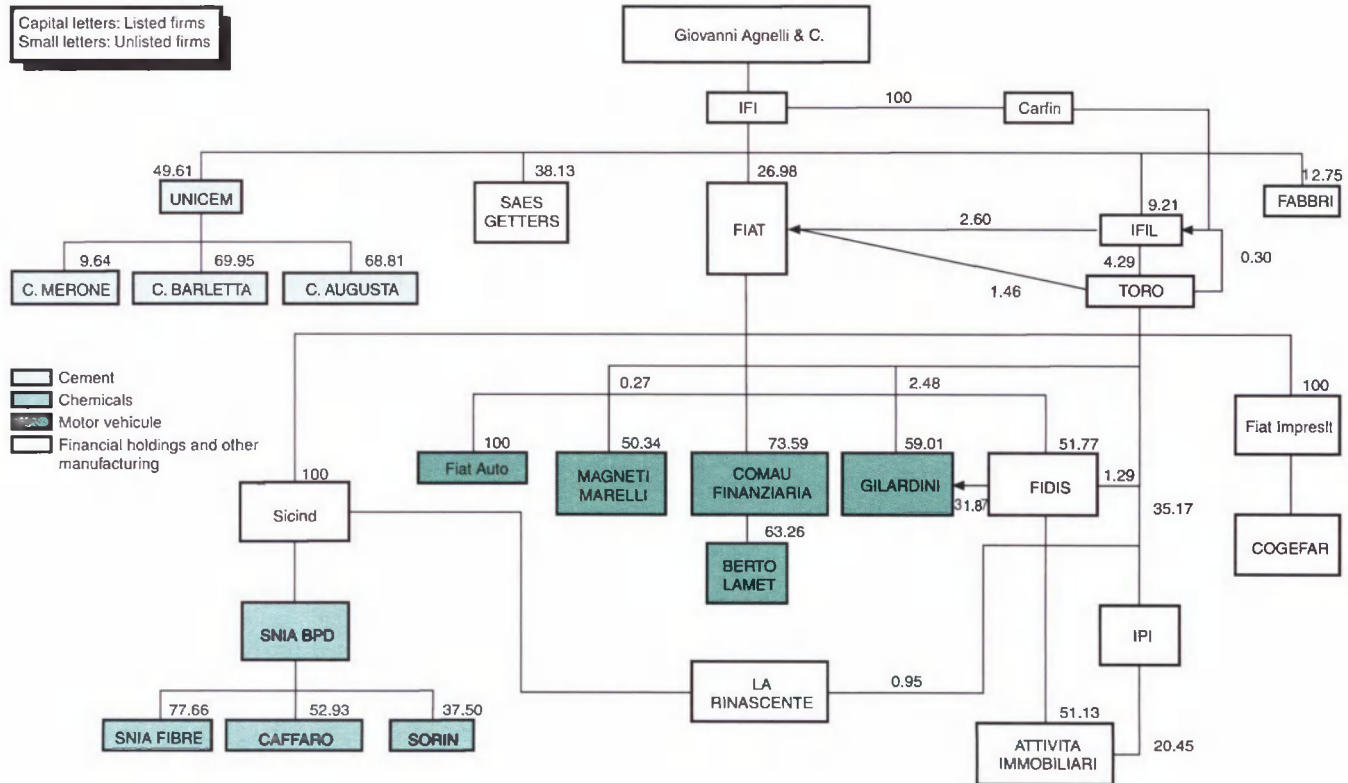 Capital letters: Listed firms
Small letters: Unlisted firms
Giovanni Agnelli & C.
IFI
100
Carfin
49.61
38.13
26.98
9.21
12.75
UNICEM
SAES
GETTERS
FIAT
2.60
IFIL
FABBRI
9.64
69.95
68.81
4.29
0.30
C. MERONE
C. BARLETTA
C. AUGUSTA
1.46
TORO
Cement
Chemicals
Motor vehicule
Financial holdings and other
manufacturing
0.27
2.48
100
Fiat Impresit
100
50.34
73.59
59.01
51.77
Fiat Auto
MAGNETI
MARELLI
COMAU
FINANZIARIA
GILARDINI
31.87
FIDIS
1.29
35.17
100
Sicind
COGEFAR
63.26
BERTO
LAMET
SNIA BPD
IPI
LA
RINASCENTE
0.95
77.66
52.93
37.50
51.13
SNIA FIBRE
CAFFARO
SORIN
ATTIVITA
IMMOBILIARI
20.45